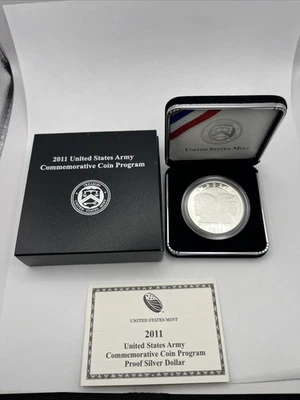 2011 United States Army
Commemorative Coin Program
United States Mint
UNITED STATES MINT
2011
United States Army
Commemorative Coin Program
Proof Silver Dollar